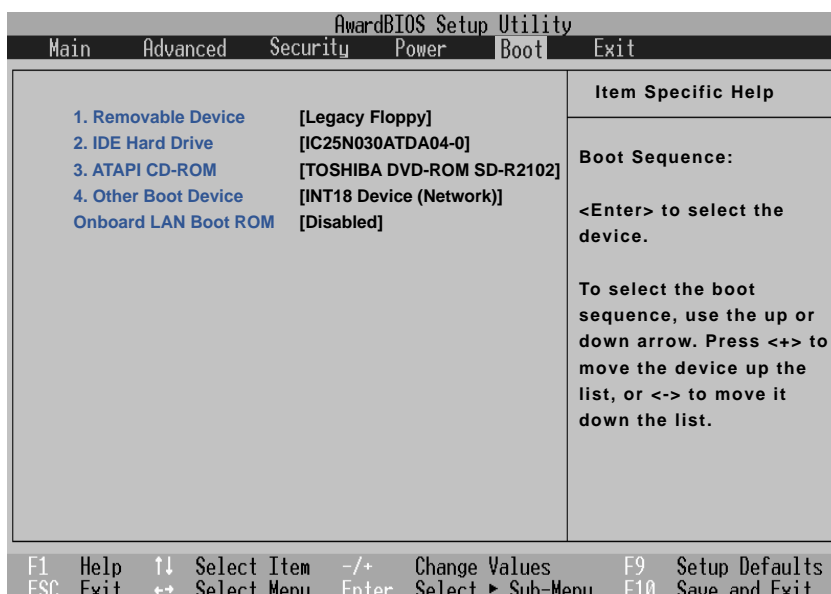 AwardBIOS Setup Utility
Main Advanced Security Power Boot Exit
1. Removable Device [Legacy Floppy]
2. IDE Hard Drive [IC25N030ATDA04-0]
3. ATAPI CD-ROM [TOSHIBA DVD-ROM SD-R2102]
4. Other Boot Device [INT18 Device (Network)]
Onboard LAN Boot ROM [Disabled]
Item Specific Help
Boot Sequence:
<Enter> to select the
device.
To select the boot
sequence, use the up or
down arrow. Press <+> to
move the device up the
list, or <-> to move it
down the list.
F1 Help ↑↓ Select Item -/+ Change Values F9 Setup Defaults
ESC Exit ↔ Select Menu Enter Select ▶ Sub-Menu F10 Save and Exit